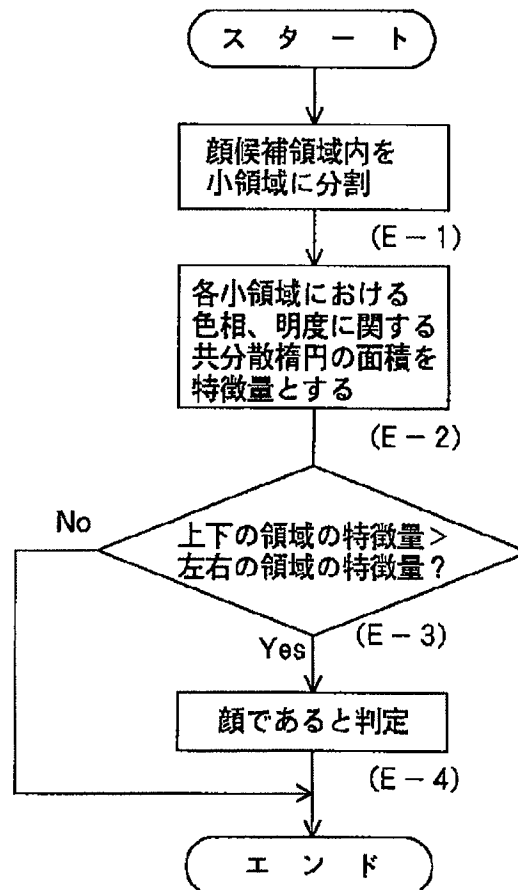 スタート
顔候補領域内を
小領域に分割
(E－1)
各小領域における
色相、明度に関する
共分散楕円の面積を
特徴量とする
(E－2)
No
上下の領域の特徴量>
左右の領域の特徴量?
(E－3)
Yes
顔であると判定
(E－4)
エンド